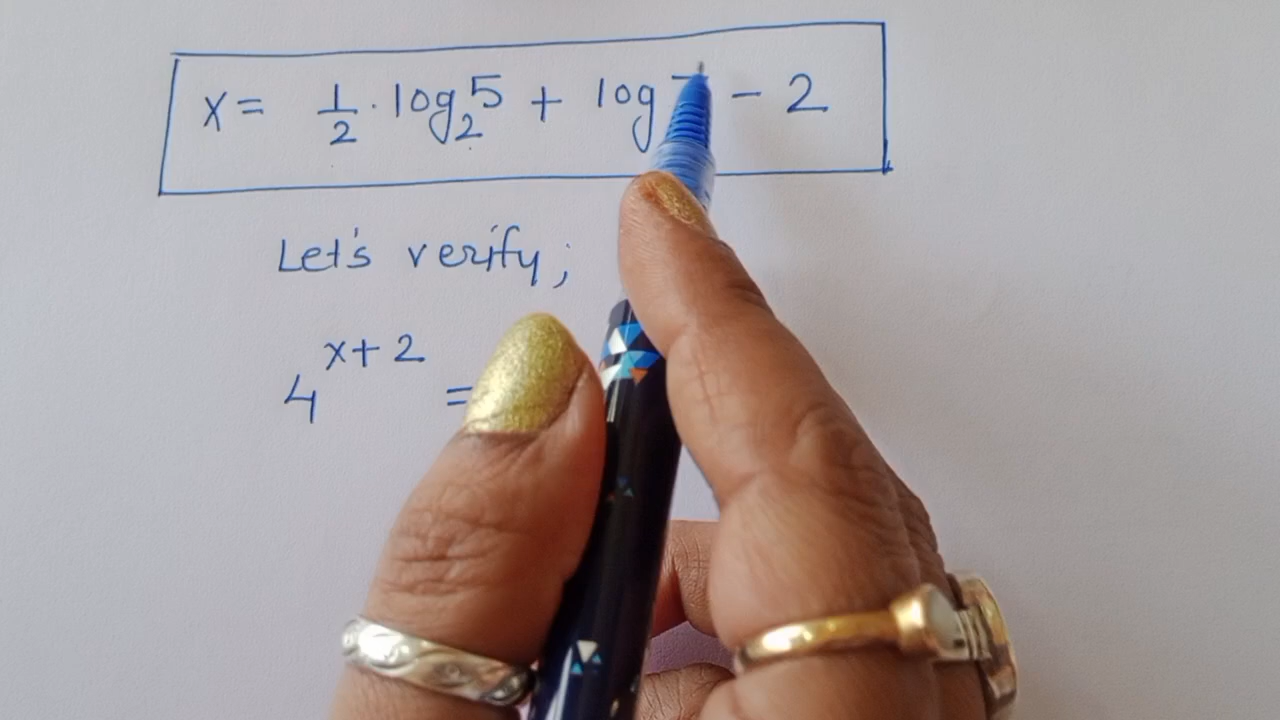 x = 1/2 · log₂5 + log - 2
Let's verify;
4^(x+2) =